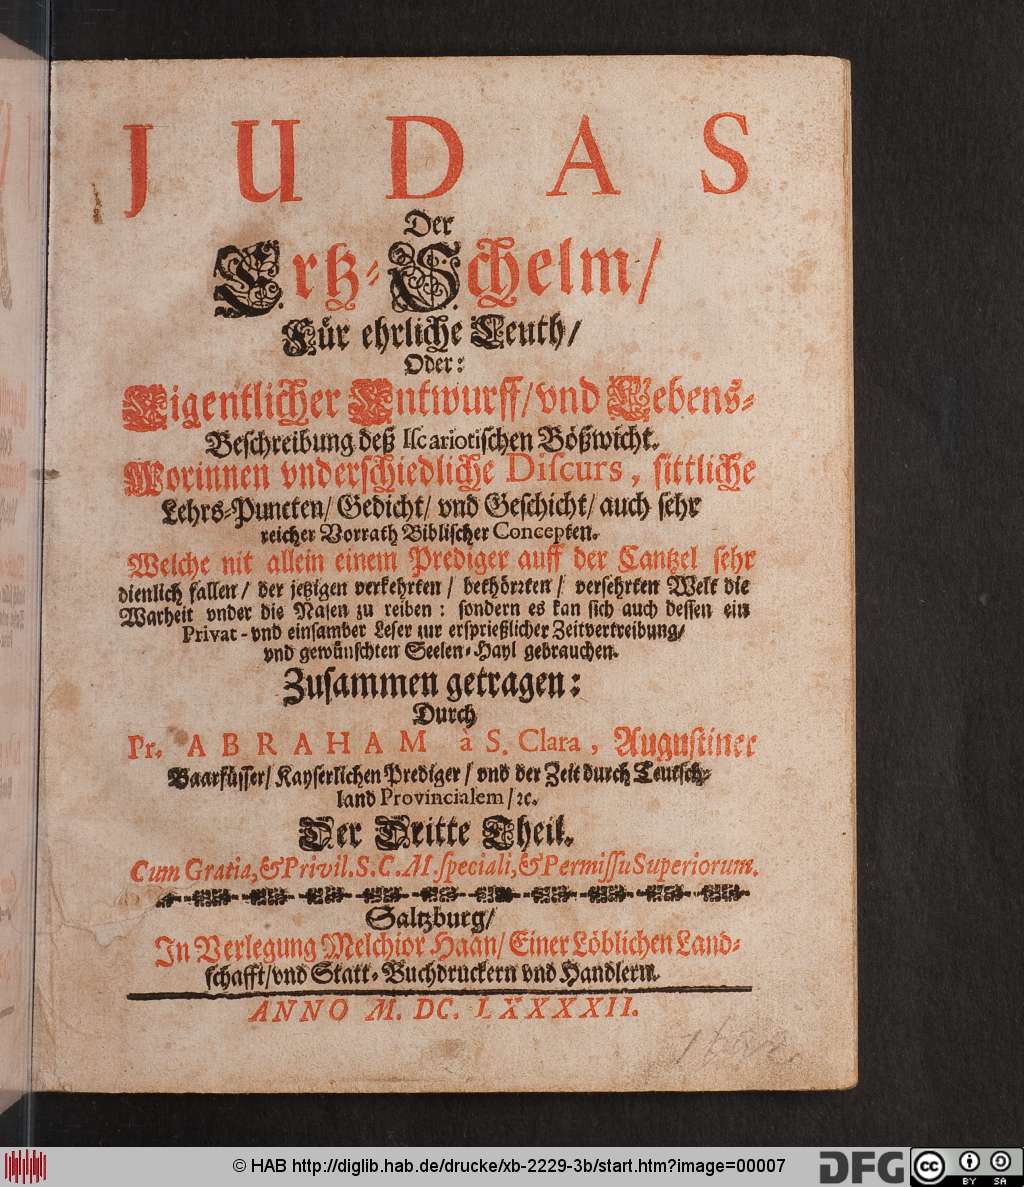 JUDAS
Der
Ertz-Schelm/
Für ehrliche Leuth/
Oder:
Eigentlicher Entwurff/vnd Lebens-
Beschreibung deß Iscariotischen Bößwicht.
Worinnen vnderschiedliche Discurs, sittliche
Lehrs-Puncten/ Gedicht/ vnd Geschicht/ auch sehr
reicher Vorrath Biblischer Concepten.
Welche nit allein einem Prediger auff der Cantzel sehr
dienlich fallen/ der jetzigen verkehrten/ bethörrten/ versehrten Welt die
Warheit vnder die Nasen zu reiben: sondern es kan sich auch dessen ein
Privat-vnd einsamber Leser zur ersprießlicher Zeitvertreibung/
vnd gewünschten Seelen-Hayl gebrauchen.
Zusammen getragen:
Durch
Pr. ABRAHAM à S. Clara, Augustiner
Baarfüsser/ Kayserlichen Prediger/ vnd der Zeit durch Teutsch-
land Provincialem/ꝛc.
Der Dritte Theil.
Cum Gratia, & Privil. S. C. M. speciali, & Permissu Superiorum.
Saltzburg/
In Verlegung Melchior Haan/ Einer Löblichen Land-
schafft/vnd Statt-Buchdruckern vnd Handlern.
ANNO M. DC. LXXXXII.
© HAB http://diglib.hab.de/drucke/xb-2229-3b/start.htm?image=00007
DFG
cc BY SA